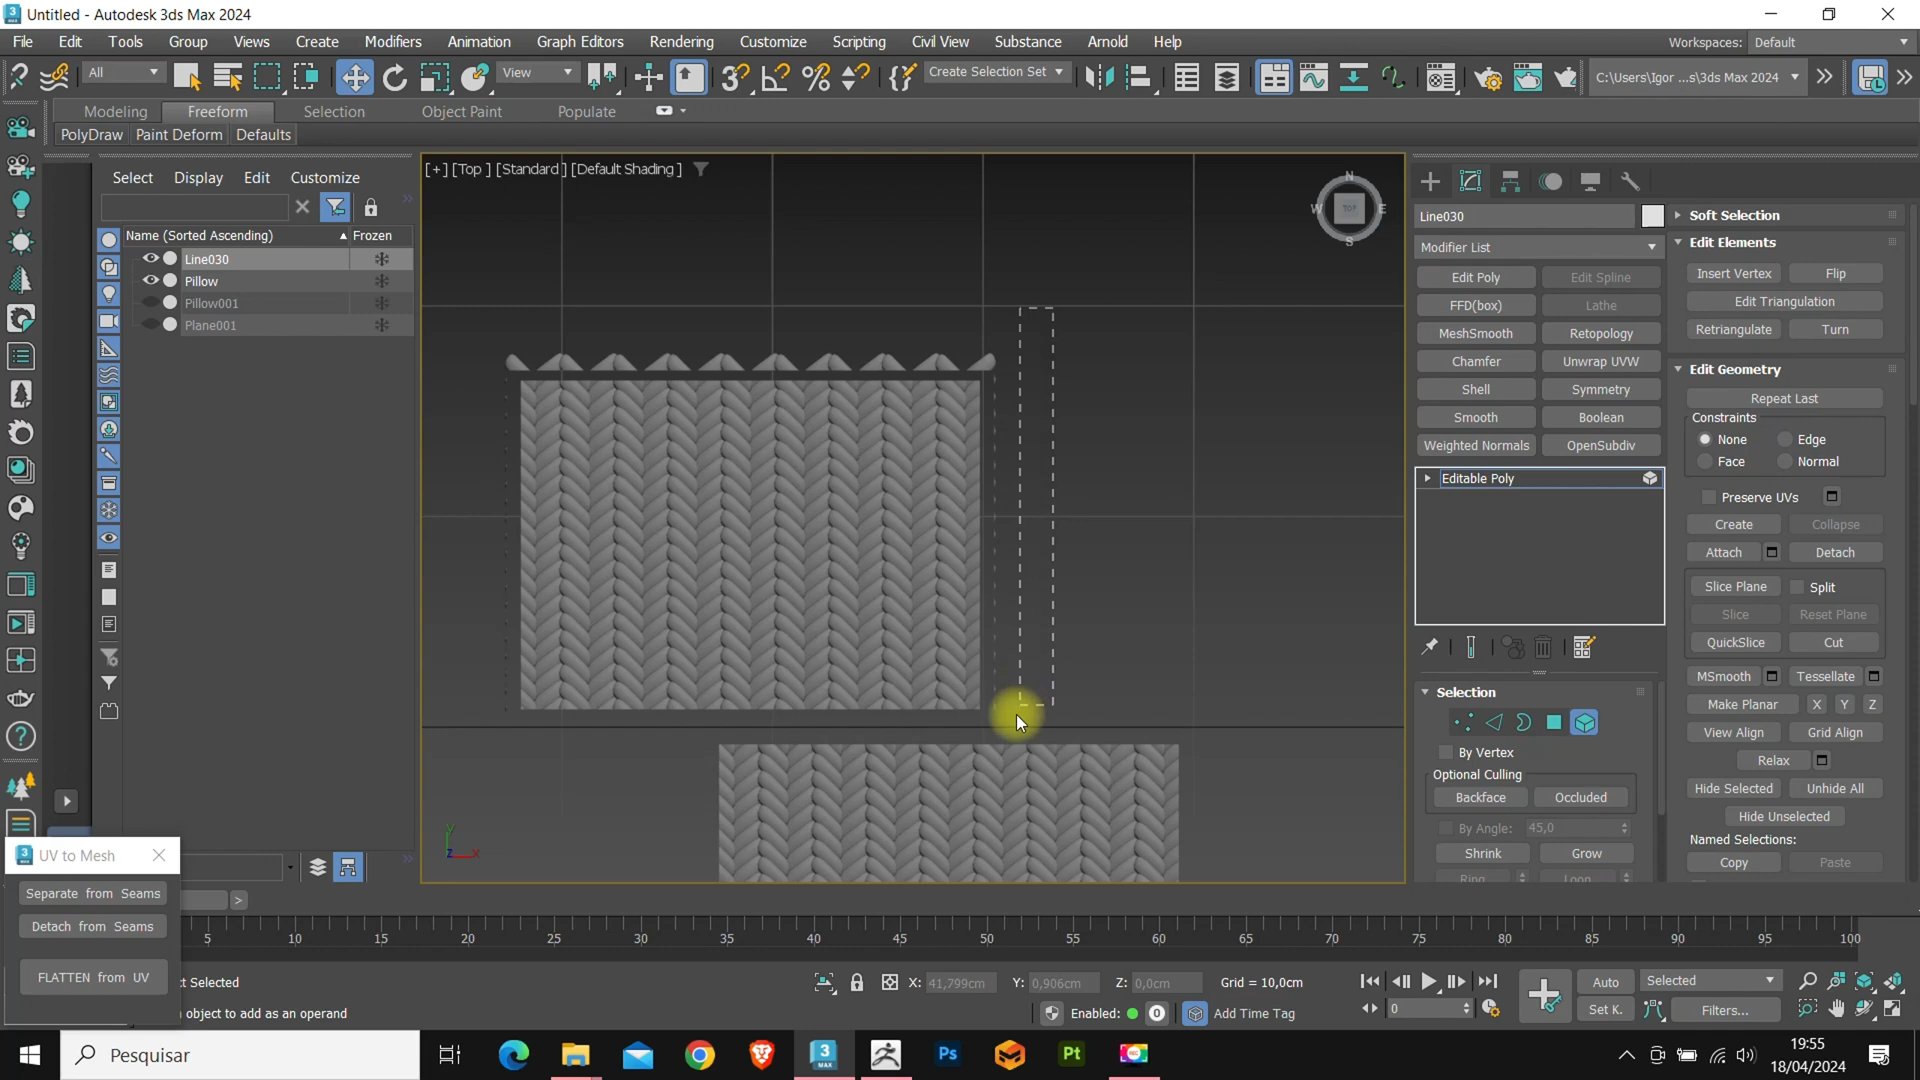 Untitled - Autodesk 3ds Max 2024
File Edit Tools Group Views Create Modifiers Animation Graph Editors Rendering Customize Scripting Civil View Substance Arnold Help Workspaces: Default
All View Create Selection Set C:\Users\Igor ...s\3ds Max 2024
Modeling Freeform Selection Object Paint Populate
PolyDraw Paint Deform Defaults
Select Display Edit Customize
Name (Sorted Ascending) Frozen
Line030
Pillow
Pillow001
Plane001
[+] [Top ] [Standard ] [Default Shading ]
N
W TOP E
S
Line030
Modifier List
Edit Poly Edit Spline
FFD(box) Lathe
MeshSmooth Retopology
Chamfer Unwrap UVW
Shell Symmetry
Smooth Boolean
Weighted Normals OpenSubdiv
Editable Poly
Selection
By Vertex
Optional Culling
Backface Occluded
By Angle: 45,0
Shrink Grow
Ring Loop
Soft Selection
Edit Elements
Insert Vertex Flip
Edit Triangulation
Retriangulate Turn
Edit Geometry
Repeat Last
Constraints
None Edge
Face Normal
Preserve UVs
Create Collapse
Attach Detach
Slice Plane Split
Slice Reset Plane
QuickSlice Cut
MSmooth Tessellate
Make Planar X Y Z
View Align Grid Align
Relax
Hide Selected Unhide All
Hide Unselected
Named Selections:
Copy Paste
y
z x
3 UV to Mesh
Separate from Seams
Detach from Seams
FLATTEN from UV
>
5 10 15 20 25 30 35 40 45 50 55 60 65 70 75 80 85 90 95 100
ct Selected
object to add as an operand
X: 41,799cm Y: 0,906cm Z: 0,0cm Grid = 10,0cm
Enabled: 0 Add Time Tag
0
Auto Selected
Set K. Filters...
Pesquisar
3 MAX Ps Pt
19:55
18/04/2024